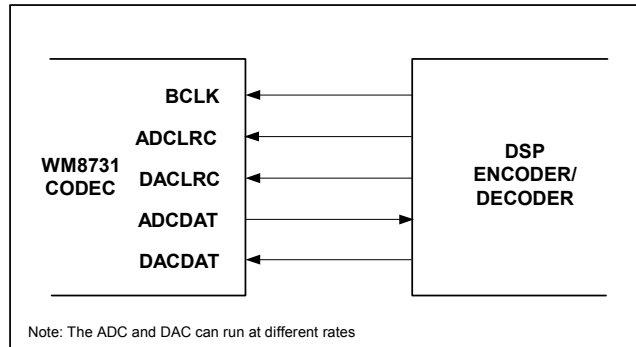 BCLK
ADCLRC
WM8731
CODEC
DACLRC
ADCDAT
DACDAT
DSP
ENCODER/
DECODER
Note: The ADC and DAC can run at different rates